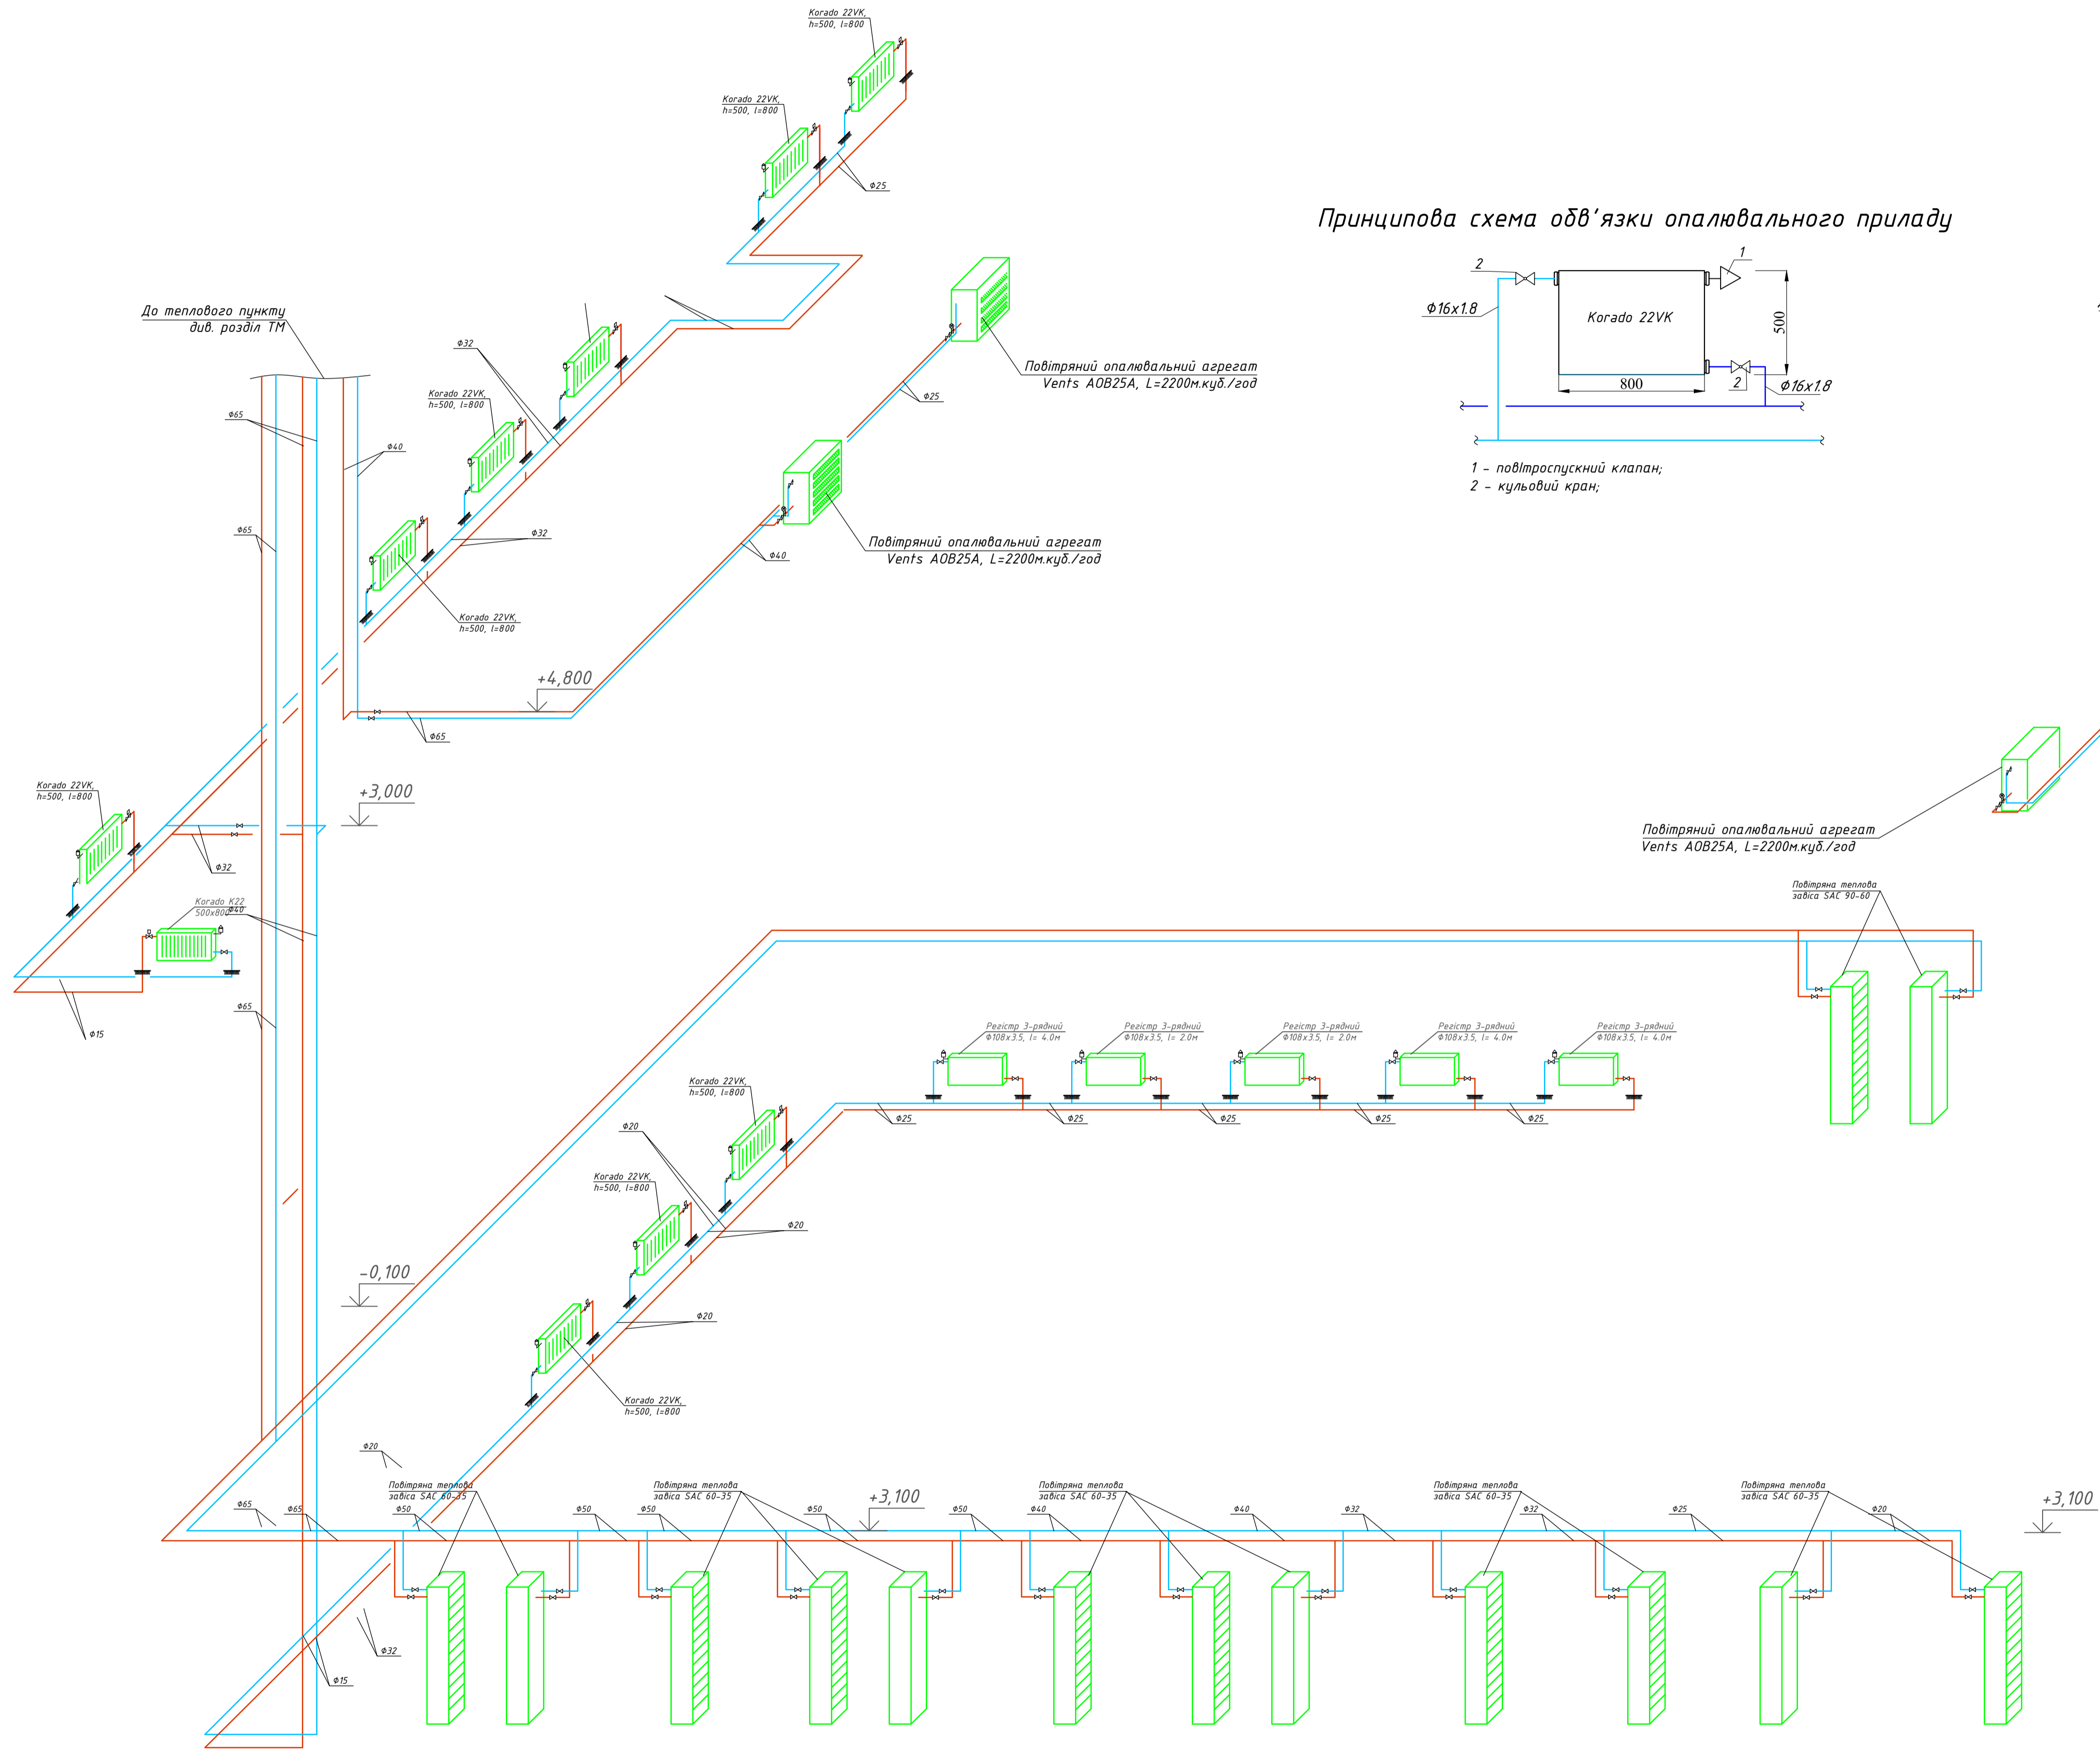 Korado 22VK,
h=500, l=800
Korado 22VK,
h=500, l=800
Ф25
Принципова схема обв'язки опалювального приладу
1
2
Ф16х1.8
Korado 22VK
500
800
2
Ф16х1.8
1 - повІтроспускний клапан;
2 - кульовий кран;
До теплового пункту
див. розділ ТМ
Ф32
Повітряний опалювальний агрегат
Vents АОВ25А, L=2200м.куб./год
Ф25
Korado 22VK,
h=500, l=800
Ф65
Ф40
Ф65
Ф32
Повітряний опалювальний агрегат
Vents АОВ25А, L=2200м.куб./год
Ф40
Korado 22VK,
h=500, l=800
+4,800
Ф65
Korado 22VK,
h=500, l=800
+3,000
Ф32
Повітряний опалювальний агрегат
Vents АОВ25А, L=2200м.куб./год
Повітряна теплова
завіса SAC 90-60
Korado K22
500x800
Ф40
Ф65
Ф15
Регістр 3-рядний
Ф108х3.5, l= 4.0м
Регістр 3-рядний
Ф108х3.5, l= 2.0м
Регістр 3-рядний
Ф108х3.5, l= 2.0м
Регістр 3-рядний
Ф108х3.5, l= 4.0м
Регістр 3-рядний
Ф108х3.5, l= 4.0м
Korado 22VK,
h=500, l=800
Ф25
Ф25
Ф25
Ф25
Ф25
Ф20
Korado 22VK,
h=500, l=800
Ф20
-0,100
Ф20
Korado 22VK,
h=500, l=800
Ф20
Повітряна теплова
завіса SAC 60-35
Повітряна теплова
завіса SAC 60-35
Повітряна теплова
завіса SAC 60-35
Повітряна теплова
завіса SAC 60-35
Повітряна теплова
завіса SAC 60-35
+3,100
+3,100
Ф65
Ф65
Ф50
Ф50
Ф50
Ф50
Ф50
Ф40
Ф40
Ф32
Ф32
Ф25
Ф20
Ф32
Ф15